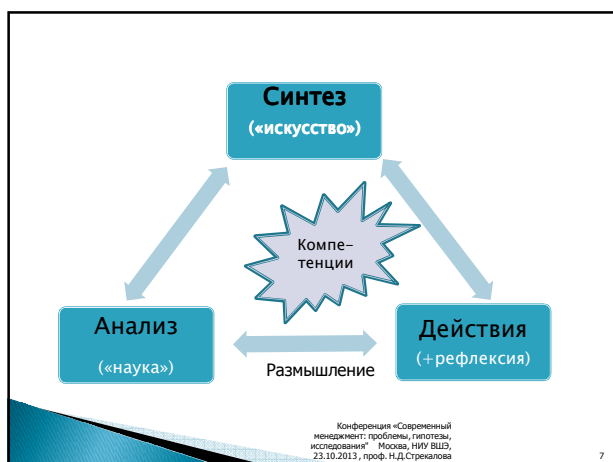 Синтез
(«искусство»)
Компе-
тенции
Анализ
(«наука»)
Действия
(+рефлексия)
Размышление
Конференция «Современный
менеджмент: проблемы, гипотезы,
исследования" Москва, НИУ ВШЭ,
23.10.2013 , проф. Н.Д.Стрекалова
7